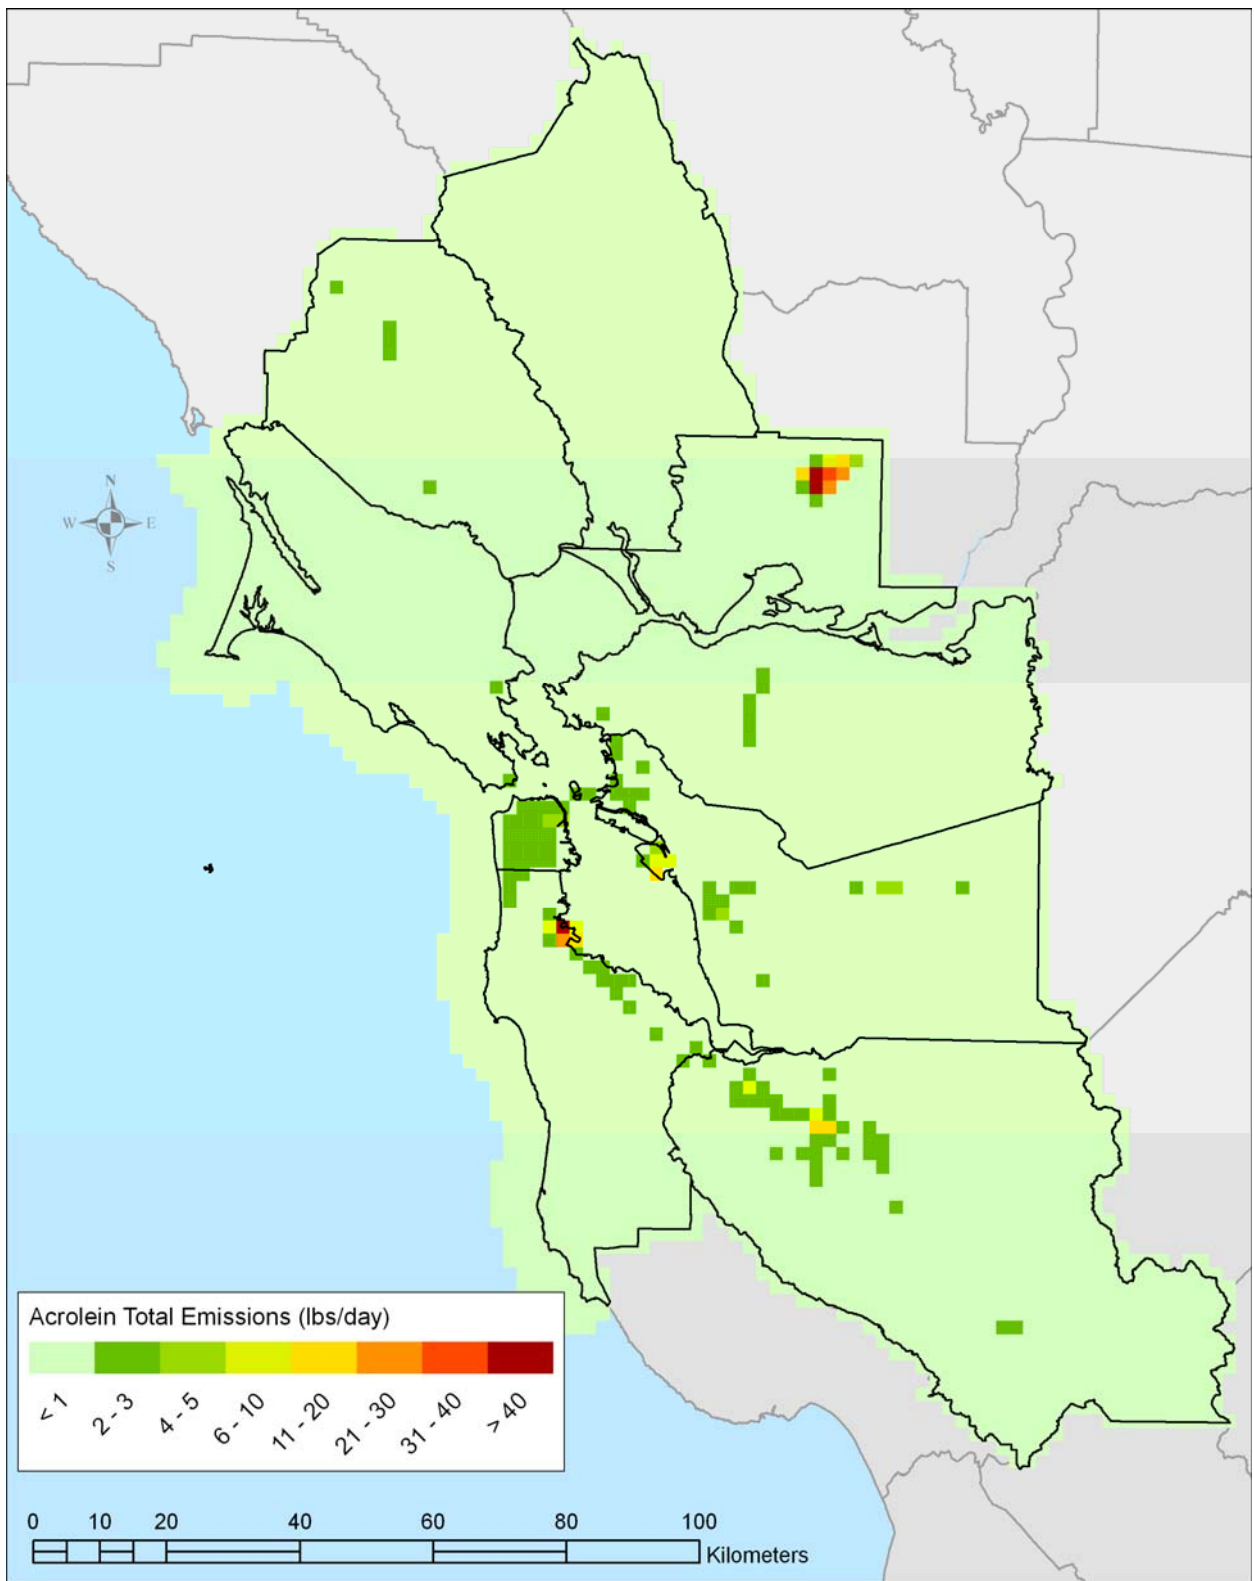 N
W E
S
Acrolein Total Emissions (lbs/day)
< 1
2 - 3
4 - 5
6 - 10
11 - 20
21 - 30
31 - 40
> 40
0 10 20 40 60 80 100
Kilometers